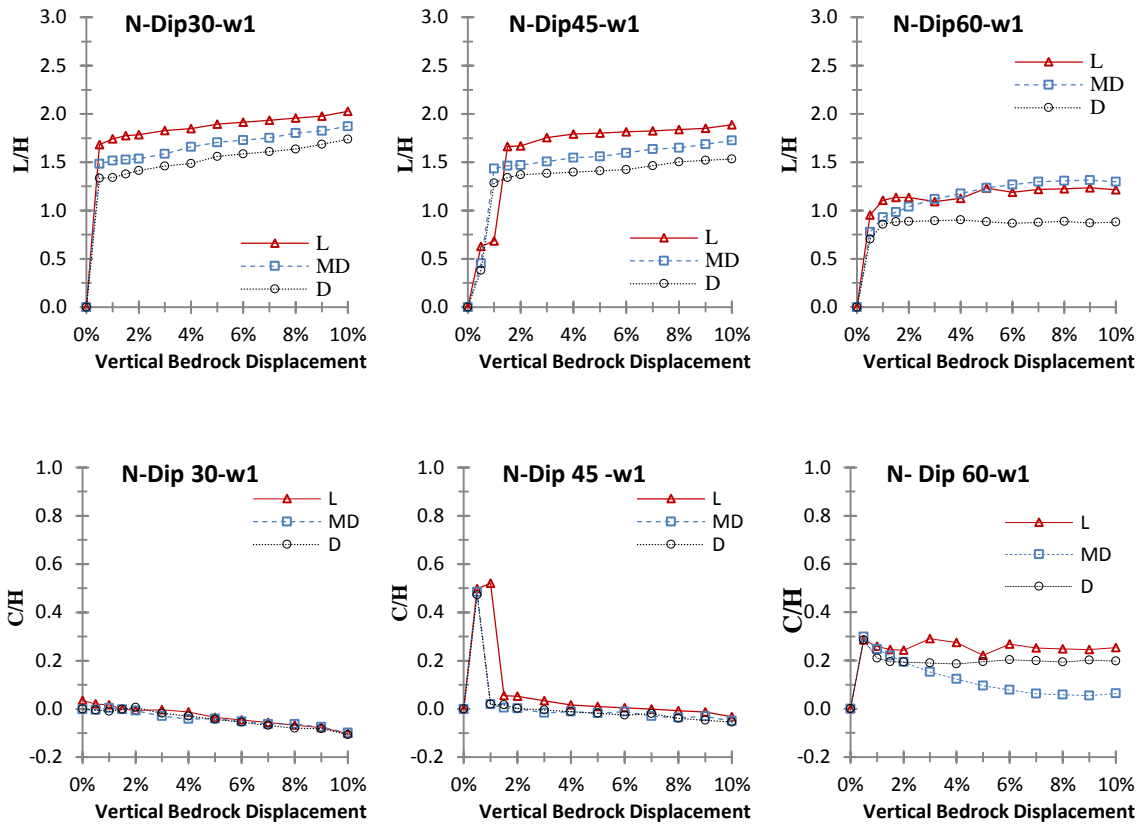 N-Dip30-w1
3.0
2.5
2.0
1.5
1.0
0.5
0.0
L/H
L
MD
D
0% 2% 4% 6% 8% 10%
Vertical Bedrock Displacement
N-Dip45-w1
3.0
2.5
2.0
1.5
1.0
0.5
0.0
L/H
L
MD
D
0% 2% 4% 6% 8% 10%
Vertical Bedrock Displacement
N-Dip60-w1
3.0
2.5
2.0
1.5
1.0
0.5
0.0
L/H
L
MD
D
0% 2% 4% 6% 8% 10%
Vertical Bedrock Displacement
N-Dip 30-w1
1.0
0.8
0.6
0.4
0.2
0.0
-0.2
C/H
L
MD
D
0% 2% 4% 6% 8% 10%
Vertical Bedrock Displacement
N-Dip 45 -w1
1.0
0.8
0.6
0.4
0.2
0.0
-0.2
C/H
L
MD
D
0% 2% 4% 6% 8% 10%
Vertical Bedrock Displacement
N- Dip 60-w1
1.0
0.8
0.6
0.4
0.2
0.0
-0.2
C/H
L
MD
D
0% 2% 4% 6% 8% 10%
Vertical Bedrock Displacement